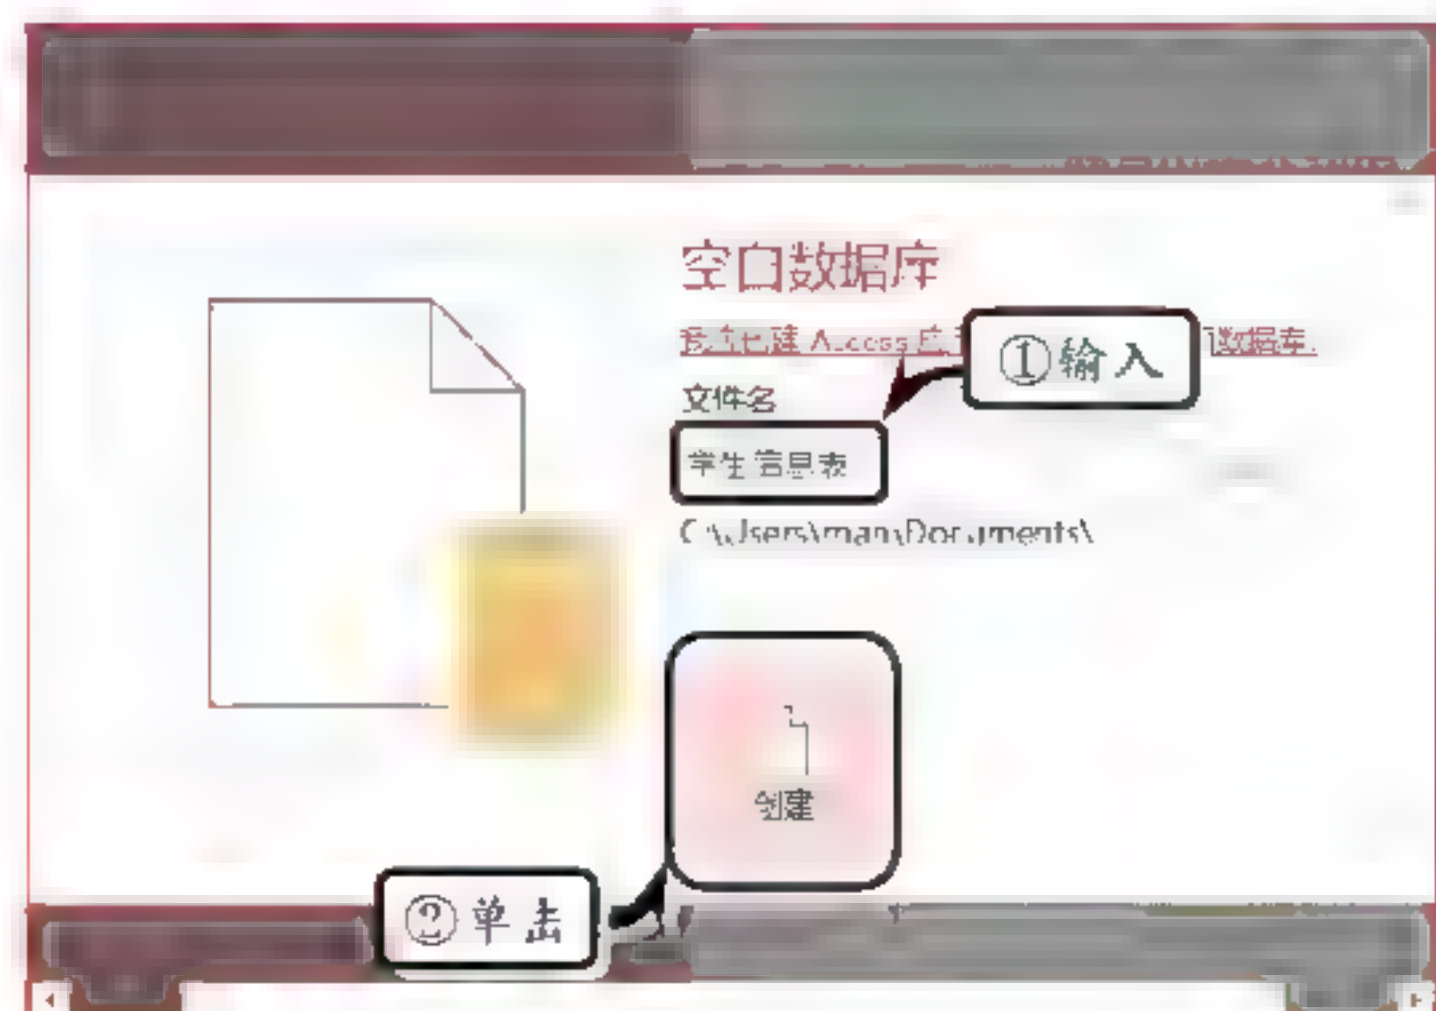 空白数据库
Access 数据库
①输入
文件名
学生信息表
C:\Users\man\Documents\
创建
②单击